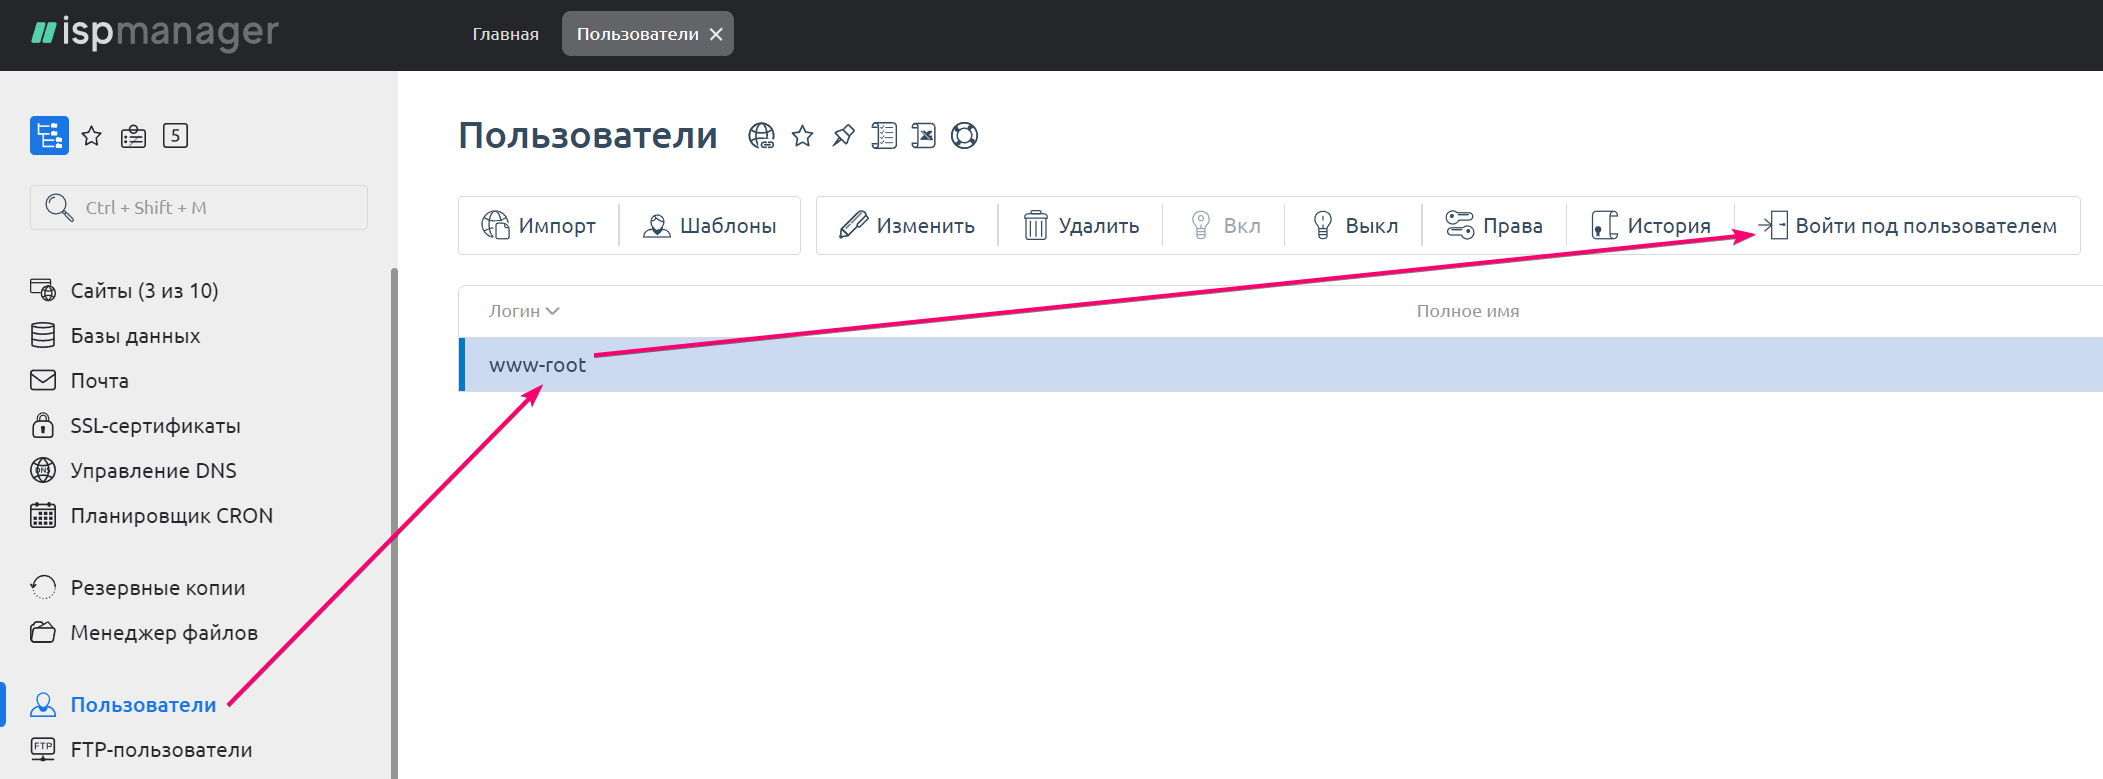 ispmanager
Главная
Пользователи
5
Ctrl + Shift + M
Сайты (3 из 10)
Базы данных
Почта
SSL-сертификаты
DNS
Управление DNS
Планировщик CRON
Резервные копии
Менеджер файлов
Пользователи
FTP
FTP-пользователи
Пользователи
Импорт
Шаблоны
Изменить
Удалить
Вкл
Выкл
Права
История
Войти под пользователем
Логин
Полное имя
www-root